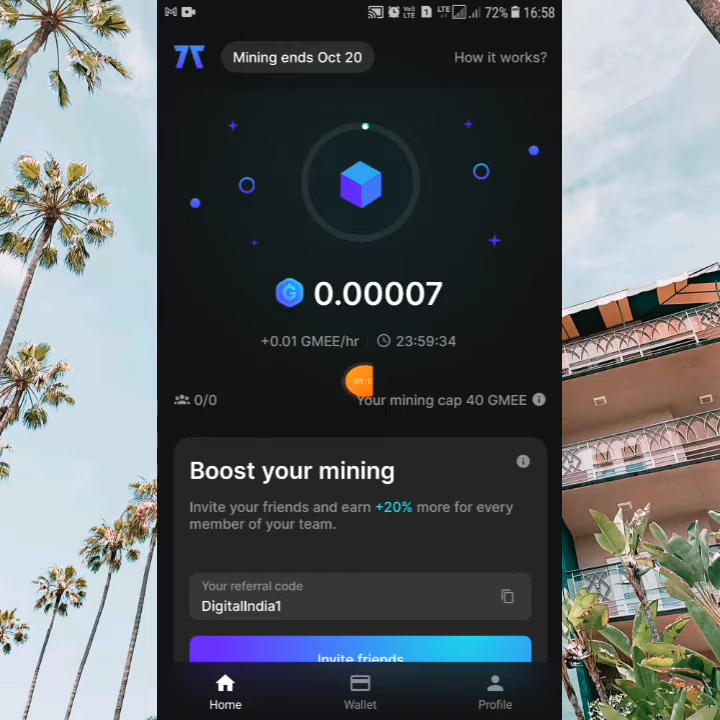 VoLTE LTE 72% 16:58
Mining ends Oct 20
How it works?
G 0.00007
+0.01 GMEE/hr 23:59:34
0/0
Your mining cap 40 GMEE
Boost your mining
Invite your friends and earn +20% more for every
member of your team.
Your referral code
DigitalIndia1
Invite friends
Home Wallet Profile